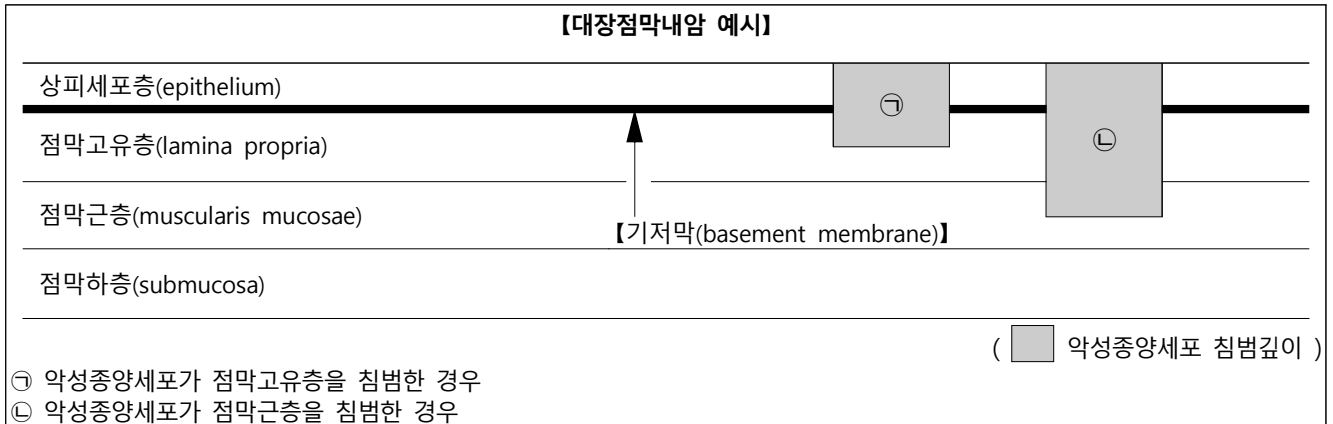 【대장점막내암 예시】
상피세포층(epithelium)
㉠
점막고유층(lamina propria)
㉡
점막근층(muscularis mucosae)
【기저막(basement membrane)】
점막하층(submucosa)
( 악성종양세포 침범깊이 )
㉠ 악성종양세포가 점막고유층을 침범한 경우
㉡ 악성종양세포가 점막근층을 침범한 경우